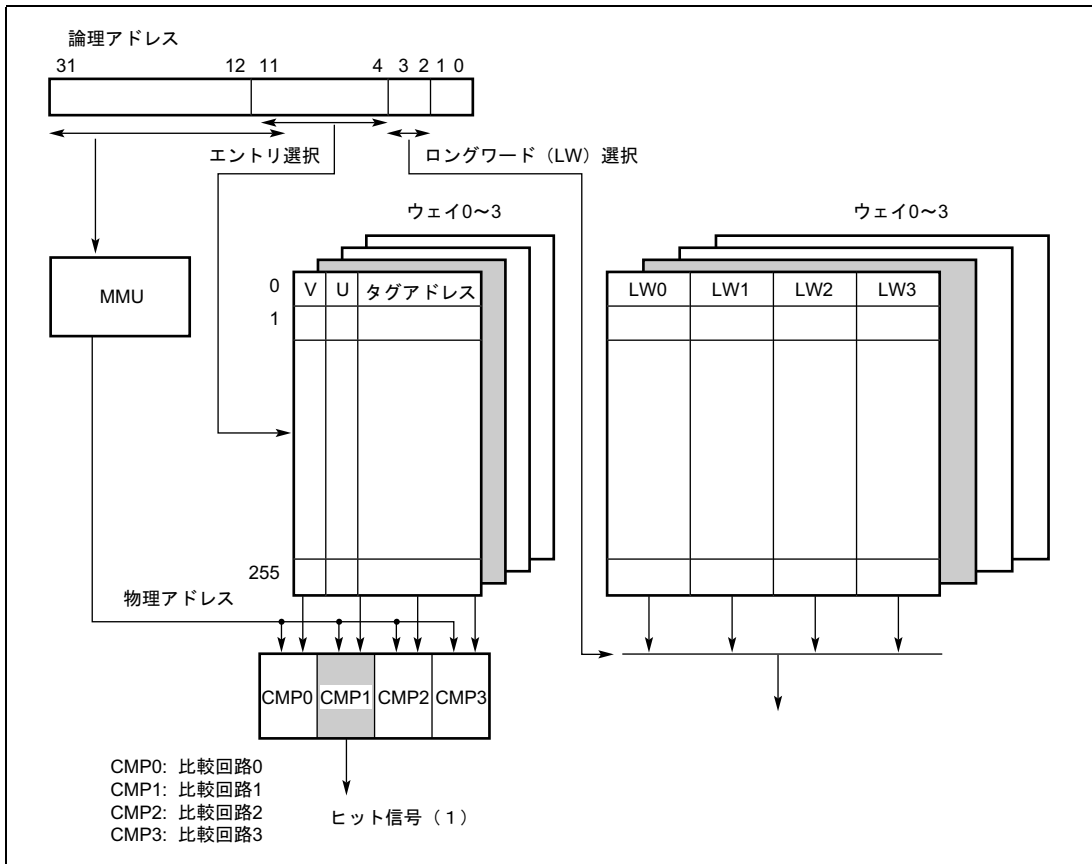 論理アドレス
31 12 11 4 3 2 1 0
エントリ選択
ロングワード（LW）選択
ウェイ0～3
ウェイ0～3
MMU
0 V U タグアドレス
LW0 LW1 LW2 LW3
1
255
物理アドレス
CMP0 CMP1 CMP2 CMP3
CMP0: 比較回路0
CMP1: 比較回路1
CMP2: 比較回路2
CMP3: 比較回路3
ヒット信号（１）